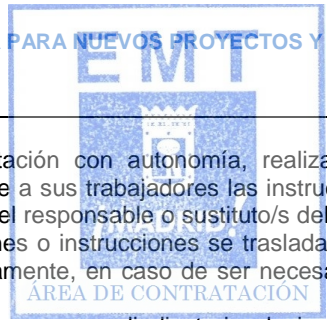 PARA NUEVOS PROYECTOS Y
EMT
tación con autonomía, realiza
e a sus trabajadores las instru
el responsable o sustituto/s del
¡MADRID!
nes o instrucciones se traslada
amente, en caso de ser necesa
ÁREA DE CONTRATACIÓN